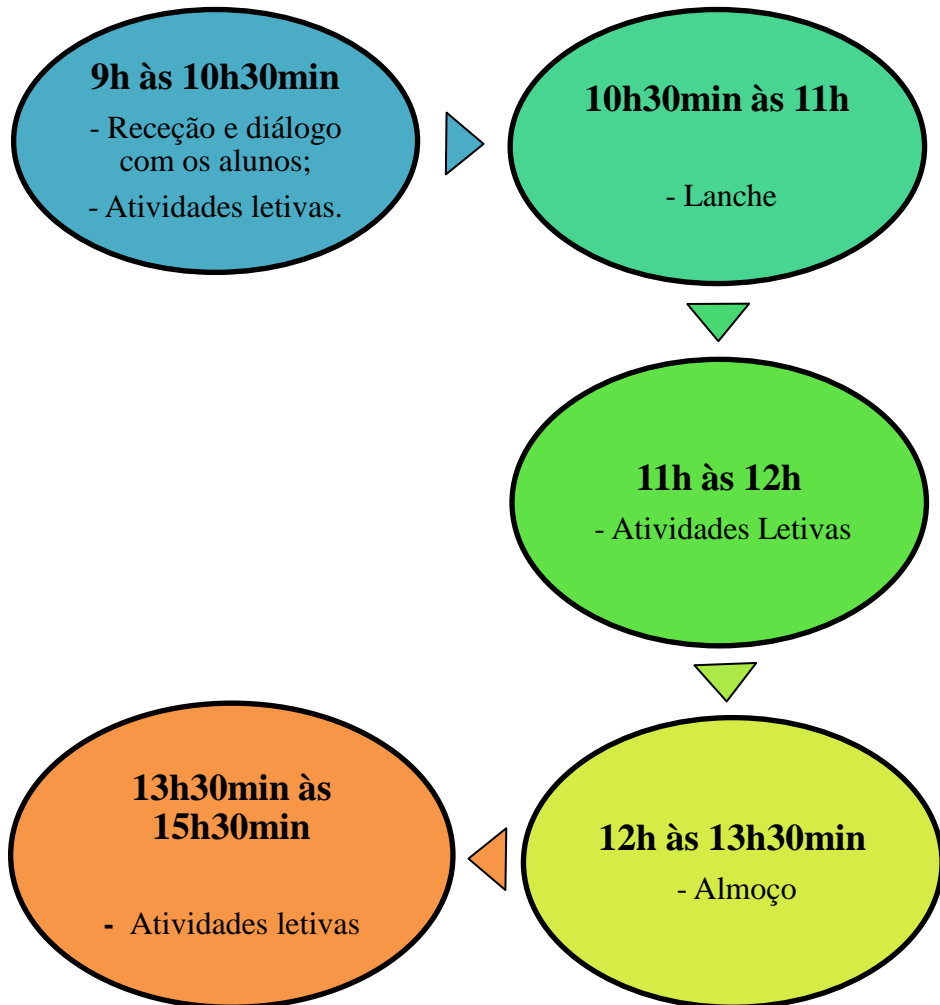 9h às 10h30min
- Receção e diálogo
com os alunos;
- Atividades letivas.
10h30min às 11h
- Lanche
11h às 12h
- Atividades Letivas
12h às 13h30min
- Almoço
13h30min às
15h30min
- Atividades letivas